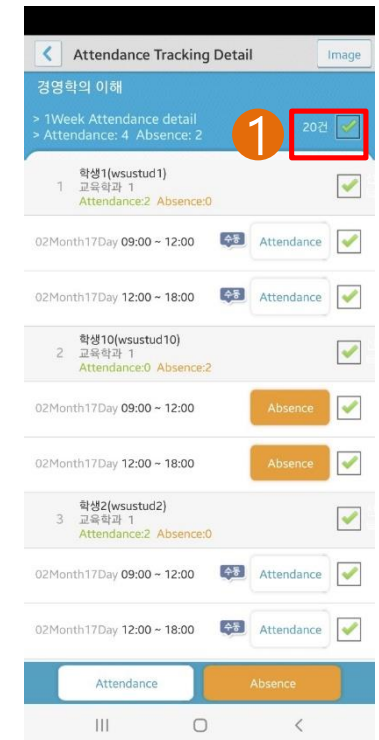 Attendance Tracking Detail
Image
경영학의 이해
> 1Week Attendance detail
> Attendance: 4 Absence: 2
1
20건
1
학생1(wsustud1)
교육학과 1
Attendance:2 Absence:0
02Month17Day 09:00 ~ 12:00 수동 Attendance
02Month17Day 12:00 ~ 18:00 수동 Attendance
2
학생10(wsustud10)
교육학과 1
Attendance:0 Absence:2
02Month17Day 09:00 ~ 12:00 Absence
02Month17Day 12:00 ~ 18:00 Absence
3
학생2(wsustud2)
교육학과 1
Attendance:2 Absence:0
02Month17Day 09:00 ~ 12:00 수동 Attendance
02Month17Day 12:00 ~ 18:00 수동 Attendance
Attendance Absence